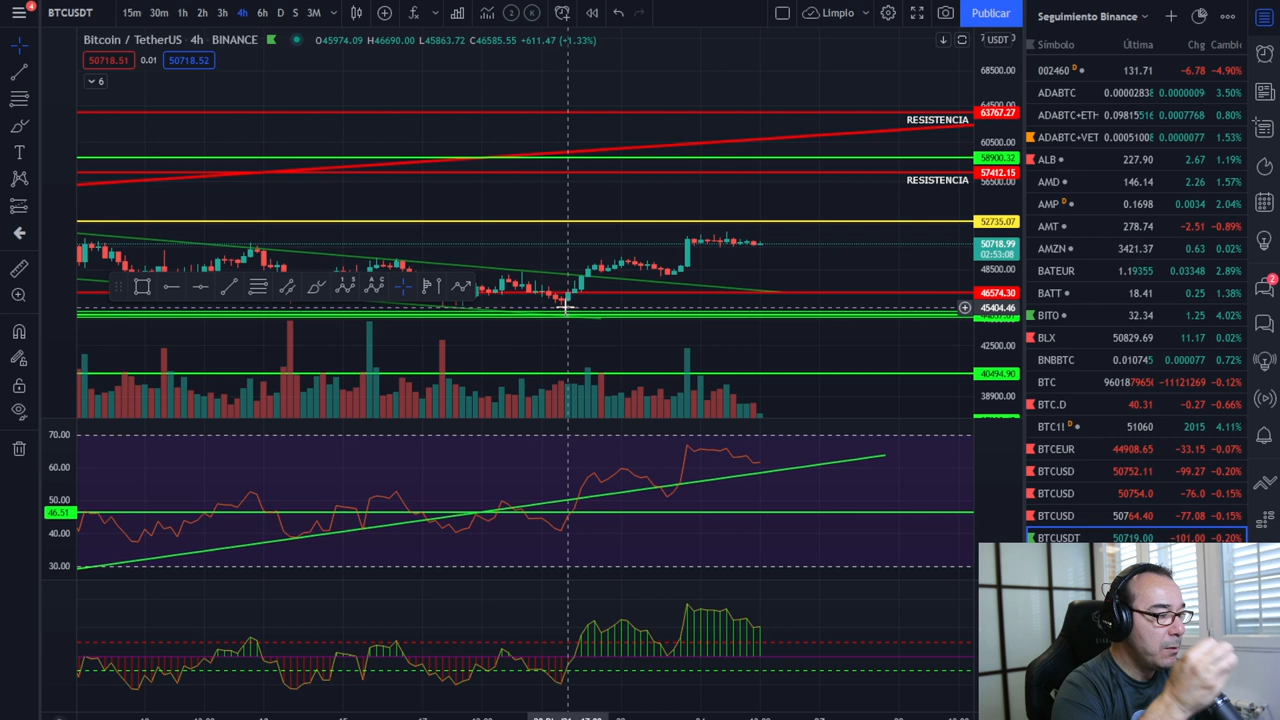 4
BTCUSDT
15m 30m 1h 2h 3h 4h 6h D S 3M
2 K
Limplo
Publicar
Bitcoin / TetherUS · 4h · BINANCE O45974.09 H46690.00 L45863.72 C46585.55 +611.47 (+1.33%)
USDT
50718.51 0.01 50718.52
6
68500.00
63767.27
RESISTENCIA
60500.00
58900.32
57412.15
RESISTENCIA
56500.00
52735.07
50718.99
02:53:08
48500.00
46574.30
45404.46
42500.00
40494.90
38900.00
70.00
60.00
50.00
46.51
40.00
30.00
Seguimiento Binance
Símbolo Última Chg Cambic
002460 D 131.71 -6.78 -4.90%
ADABTC 0.00002838 0.0000009 3.50%
ADABTC+ETH 0.09815516 0.0007768 0.80%
ADABTC+VET 0.00051008 0.0000077 1.53%
ALB 227.90 2.67 1.19%
AMD 146.14 2.26 1.57%
AMP D 0.1698 0.0034 2.04%
AMT 278.74 -2.51 -0.89%
AMZN 3421.37 0.63 0.02%
BATEUR 1.19355 0.03348 2.89%
BATT 18.41 0.25 1.38%
BITO 32.34 1.25 4.02%
BLX 50829.69 11.17 0.02%
BNBBTC 0.010745 0.000077 0.72%
BTC 9601879650 -11121269 -0.12%
BTC.D 40.31 -0.27 -0.66%
BTC1! D 51060 2015 4.11%
BTCEUR 44908.65 -33.15 -0.07%
BTCUSD 50752.11 -99.27 -0.20%
BTCUSD 50754.0 -76.0 -0.15%
BTCUSD 50764.40 -77.08 -0.15%
BTCUSDT 50719.00 -101.00 -0.20%
2